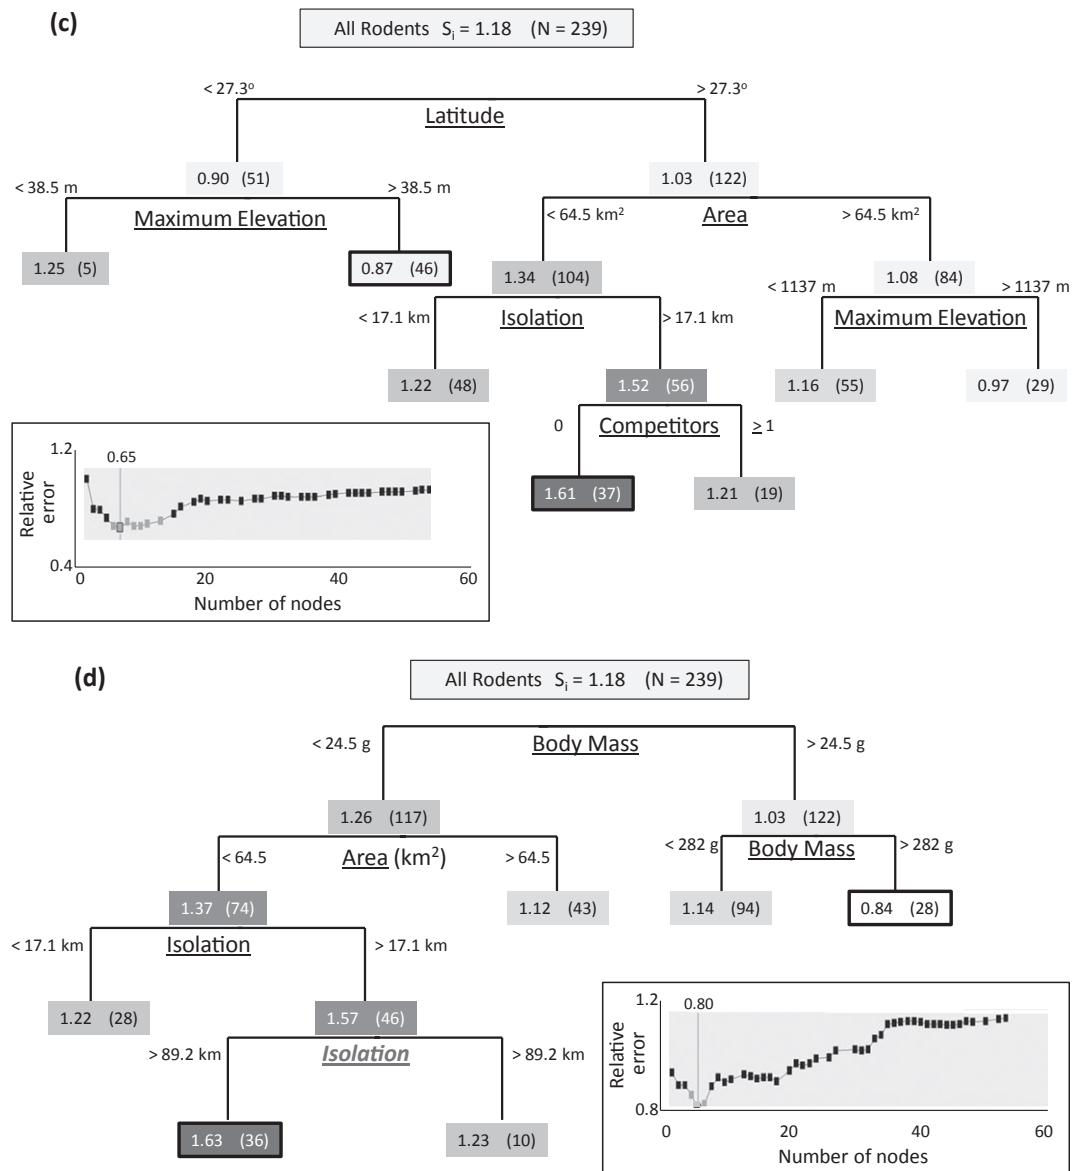 (c)
All Rodents Si = 1.18 (N = 239)
< 27.3o > 27.3o
Latitude
0.90 (51) 1.03 (122)
< 38.5 m > 38.5 m
Maximum Elevation
< 64.5 km2 Area > 64.5 km2
1.25 (5) 0.87 (46) 1.34 (104) 1.08 (84)
< 17.1 km Isolation > 17.1 km
< 1137 m > 1137 m
Maximum Elevation
1.22 (48) 1.52 (56) 1.16 (55) 0.97 (29)
0 Competitors ≥ 1
1.61 (37) 1.21 (19)
1.2
0.65
Relative
error
0.4
0 20 40 60
Number of nodes
(d)
All Rodents Si = 1.18 (N = 239)
< 24.5 g Body Mass > 24.5 g
1.26 (117) 1.03 (122)
< 64.5 Area (km2) > 64.5
< 282 g Body Mass > 282 g
1.37 (74) 1.12 (43) 1.14 (94) 0.84 (28)
< 17.1 km Isolation > 17.1 km
1.22 (28) 1.57 (46)
> 89.2 km Isolation > 89.2 km
1.63 (36) 1.23 (10)
1.2
0.80
Relative
error
0.8
0 20 40 60
Number of nodes